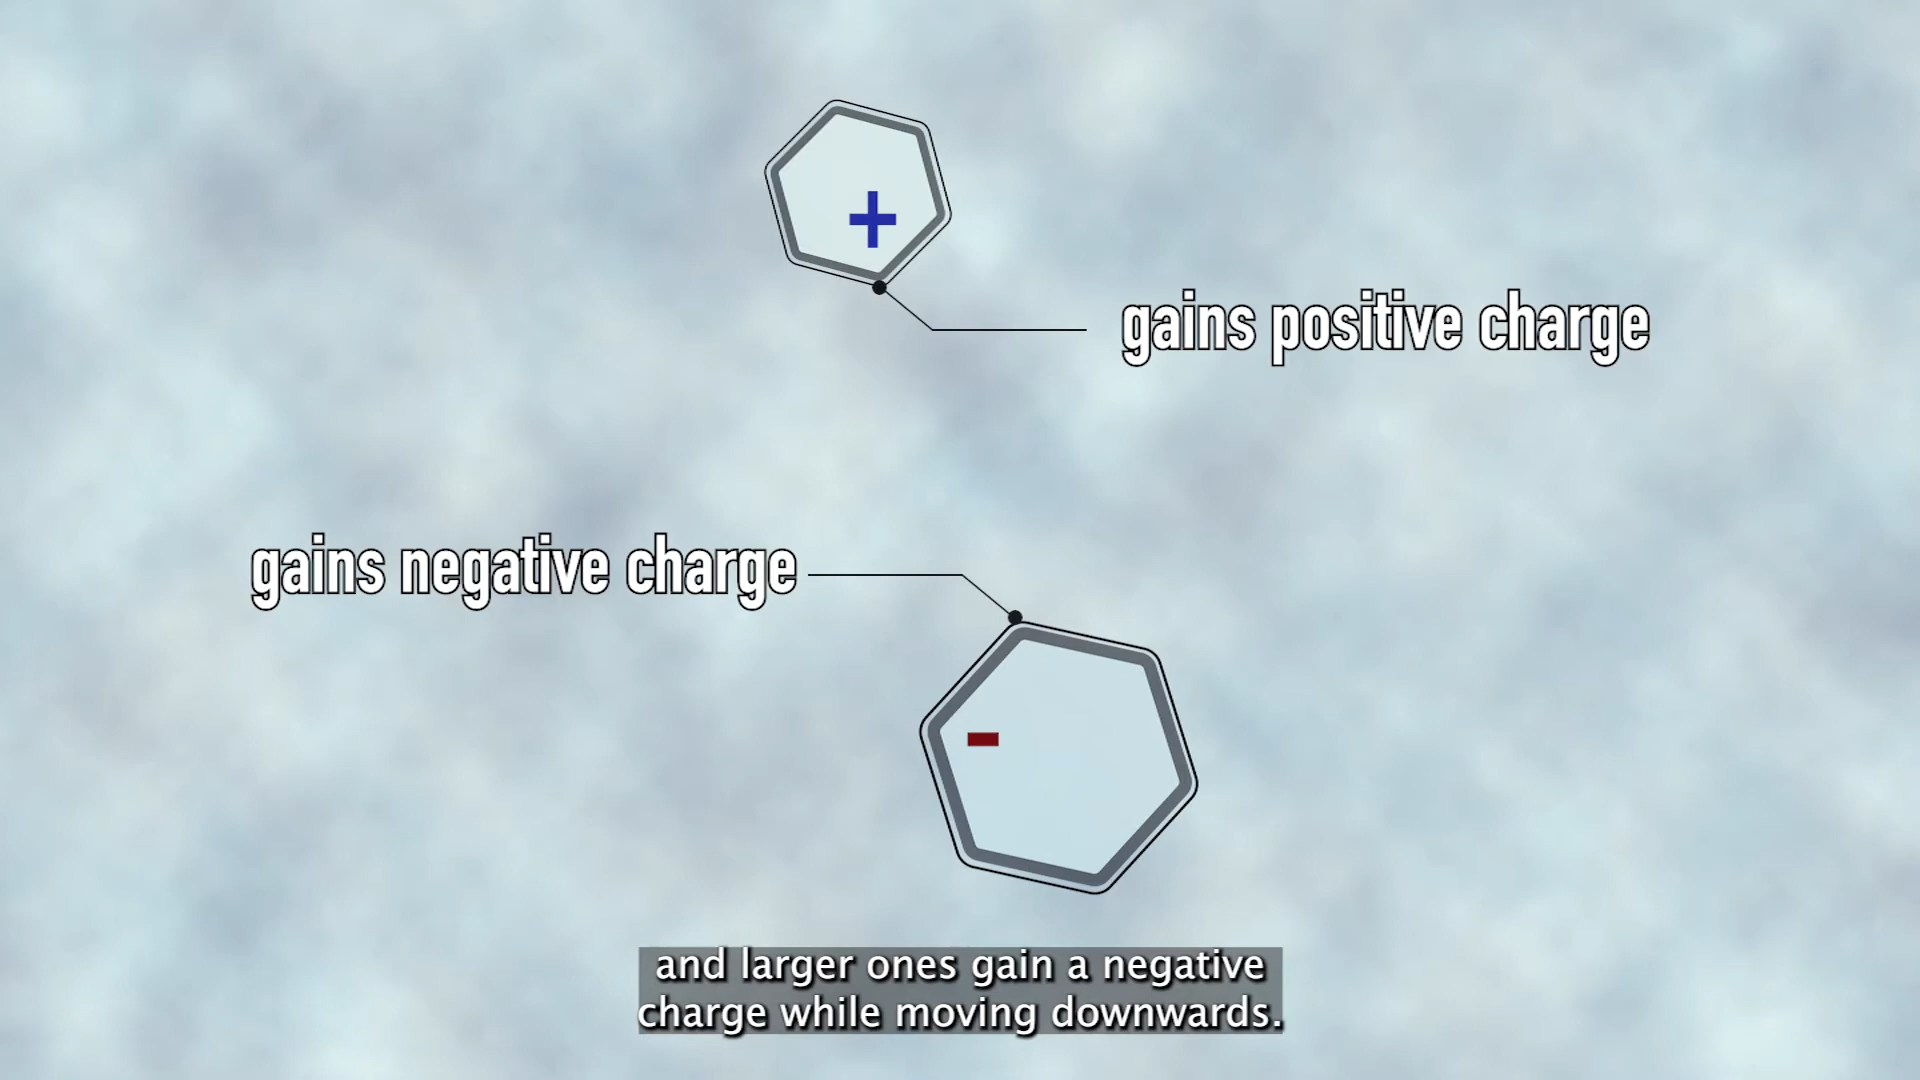 +
gains positive charge
gains negative charge
-
and larger ones gain a negative
charge while moving downwards.